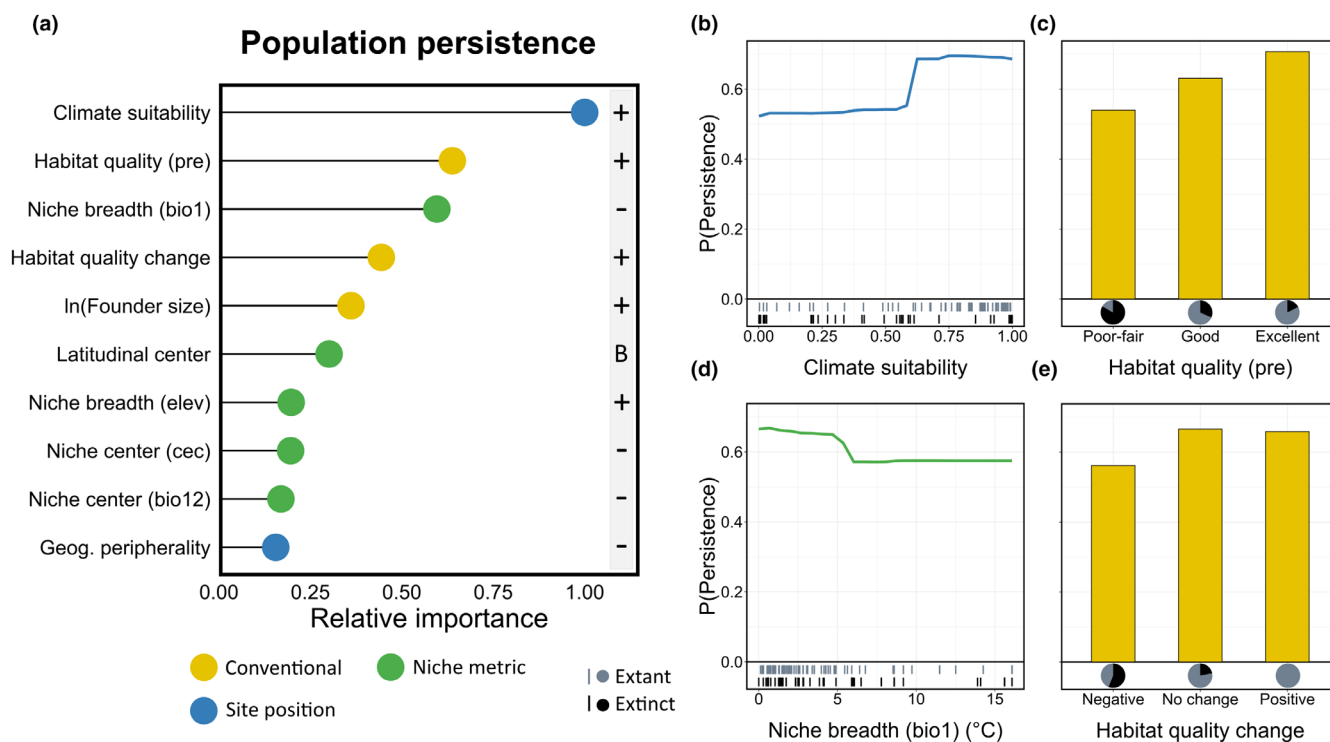 (a)
Population persistence
Climate suitability
+
Habitat quality (pre)
+
Niche breadth (bio1)
-
Habitat quality change
+
ln(Founder size)
+
Latitudinal center
B
Niche breadth (elev)
+
Niche center (cec)
-
Niche center (bio12)
-
Geog. peripherality
-
0.00 0.25 0.50 0.75 1.00
Relative importance
Conventional
Niche metric
Site position
Extant
Extinct
(b)
P(Persistence)
0.6
0.4
0.2
0.0
0.00 0.25 0.50 0.75 1.00
Climate suitability
(c)
Poor-fair Good Excellent
Habitat quality (pre)
(d)
P(Persistence)
0.6
0.4
0.2
0.0
0 5 10 15
Niche breadth (bio1) (°C)
(e)
Negative No change Positive
Habitat quality change